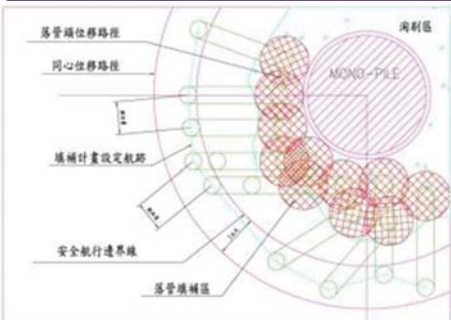 落管頭位移路徑
淘刷區
同心位移路徑
MONO-PILE
填補計畫設定航跡
安全航行邊界線
落管填補區